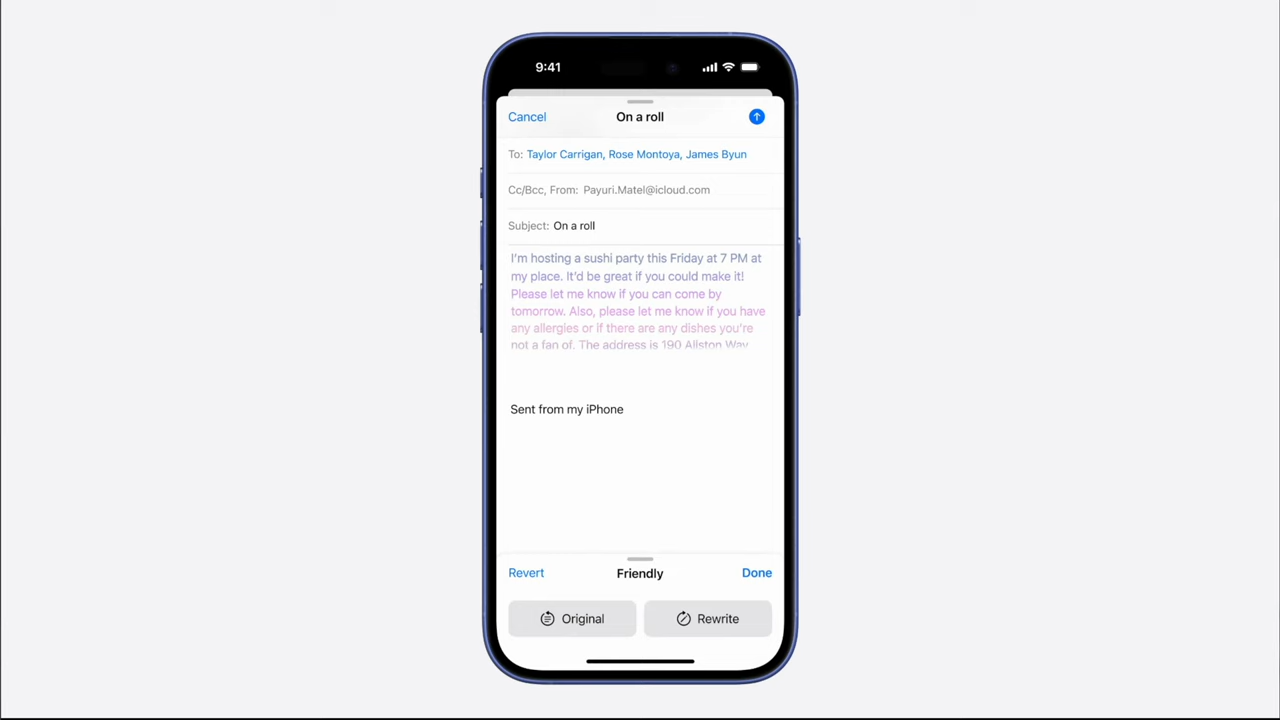 9:41
Cancel
On a roll
To: Taylor Carrigan, Rose Montoya, James Byun
Cc/Bcc, From: Payuri.Matel@icloud.com
Subject: On a roll
I'm hosting a sushi party this Friday at 7 PM at
my place. It'd be great if you could make it!
Please let me know if you can come by
tomorrow. Also, please let me know if you have
any allergies or if there are any dishes you're
not a fan of. The address is 190 Allston Way
Sent from my iPhone
Revert
Friendly
Done
Original
Rewrite